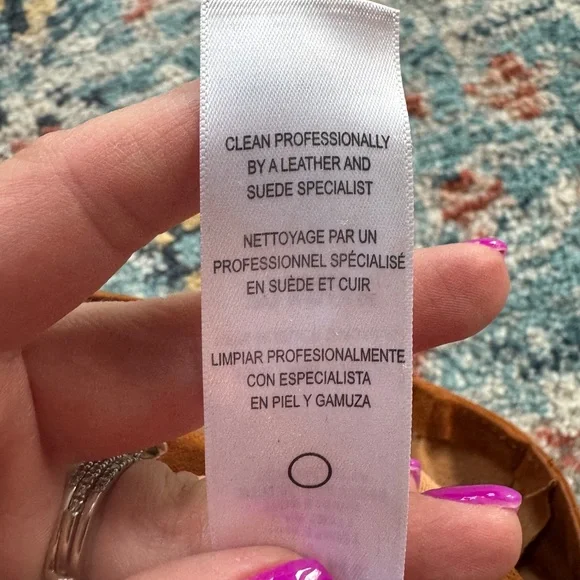 CLEAN PROFESSIONALLY
BY A LEATHER AND
SUEDE SPECIALIST
NETTOYAGE PAR UN
PROFESSIONNEL SPÉCIALISÉ
EN SUÈDE ET CUIR
LIMPIAR PROFESIONALMENTE
CON ESPECIALISTA
EN PIEL Y GAMUZA